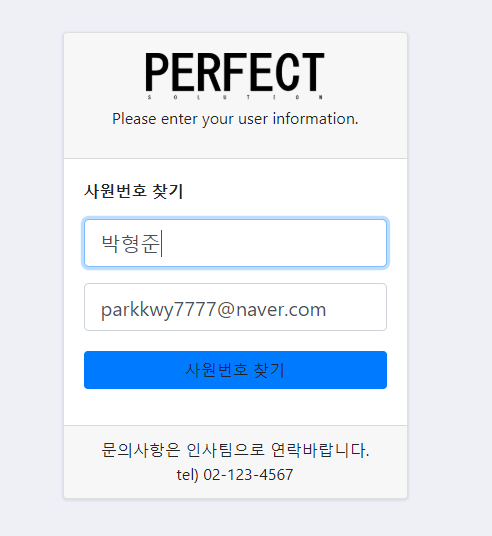 PERFECT
SOLUTION
Please enter your user information.
사원번호 찾기
박형준
parkkwy7777@naver.com
사원번호 찾기
문의사항은 인사팀으로 연락바랍니다.
tel) 02-123-4567